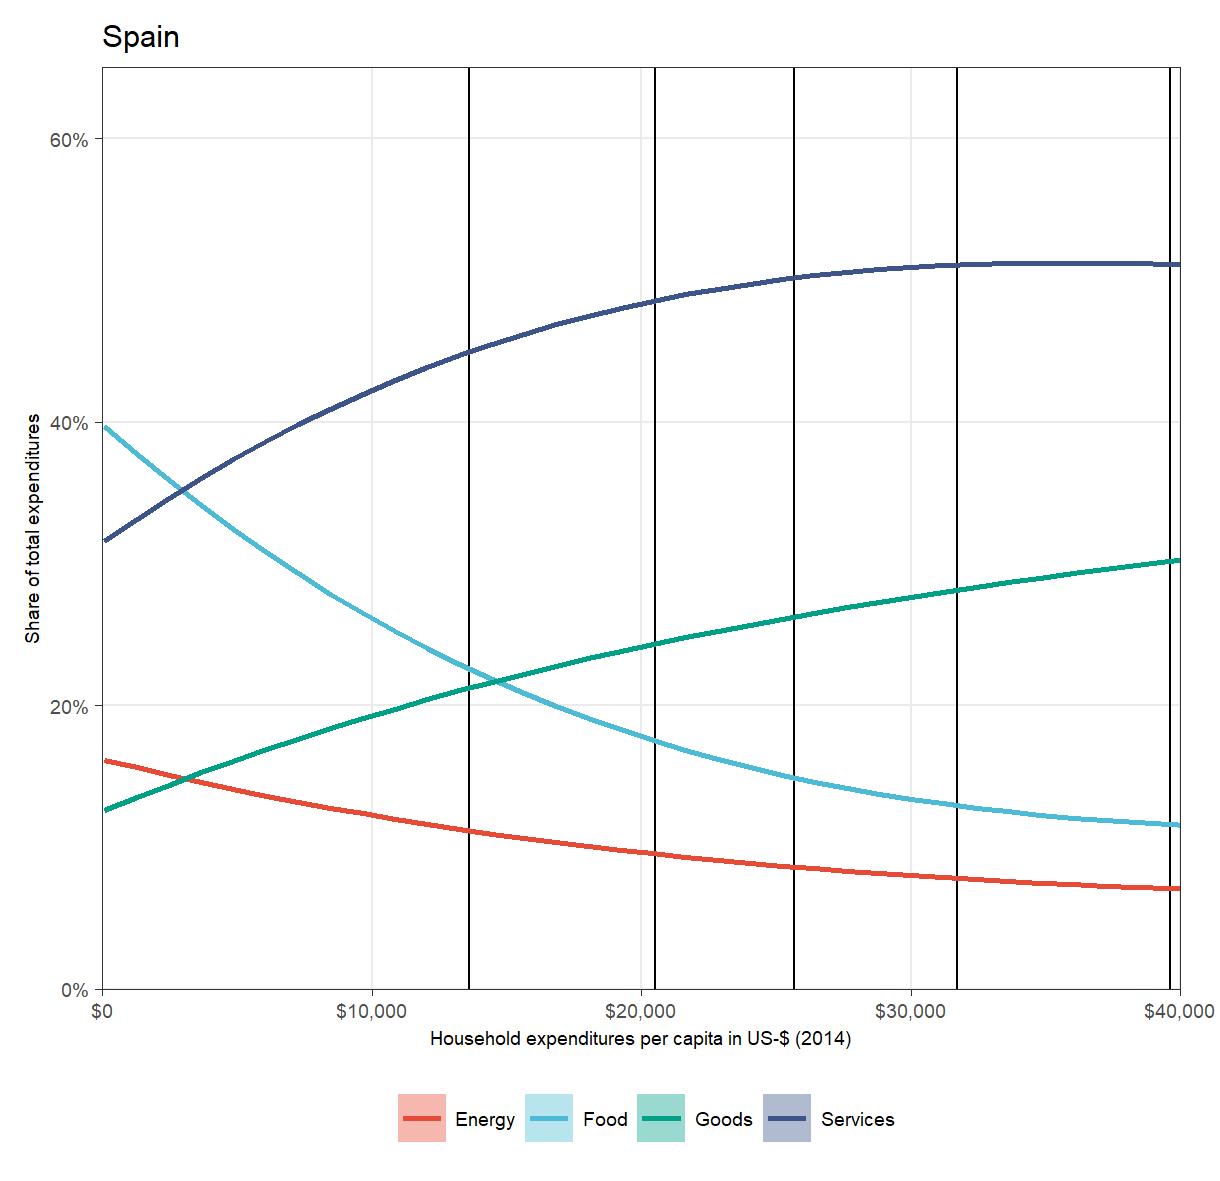 Spain
60%
40%
20%
0%
Share of total expenditures
$0 $10,000 $20,000 $30,000 $40,000
Household expenditures per capita in US-$ (2014)
Energy Food Goods Services